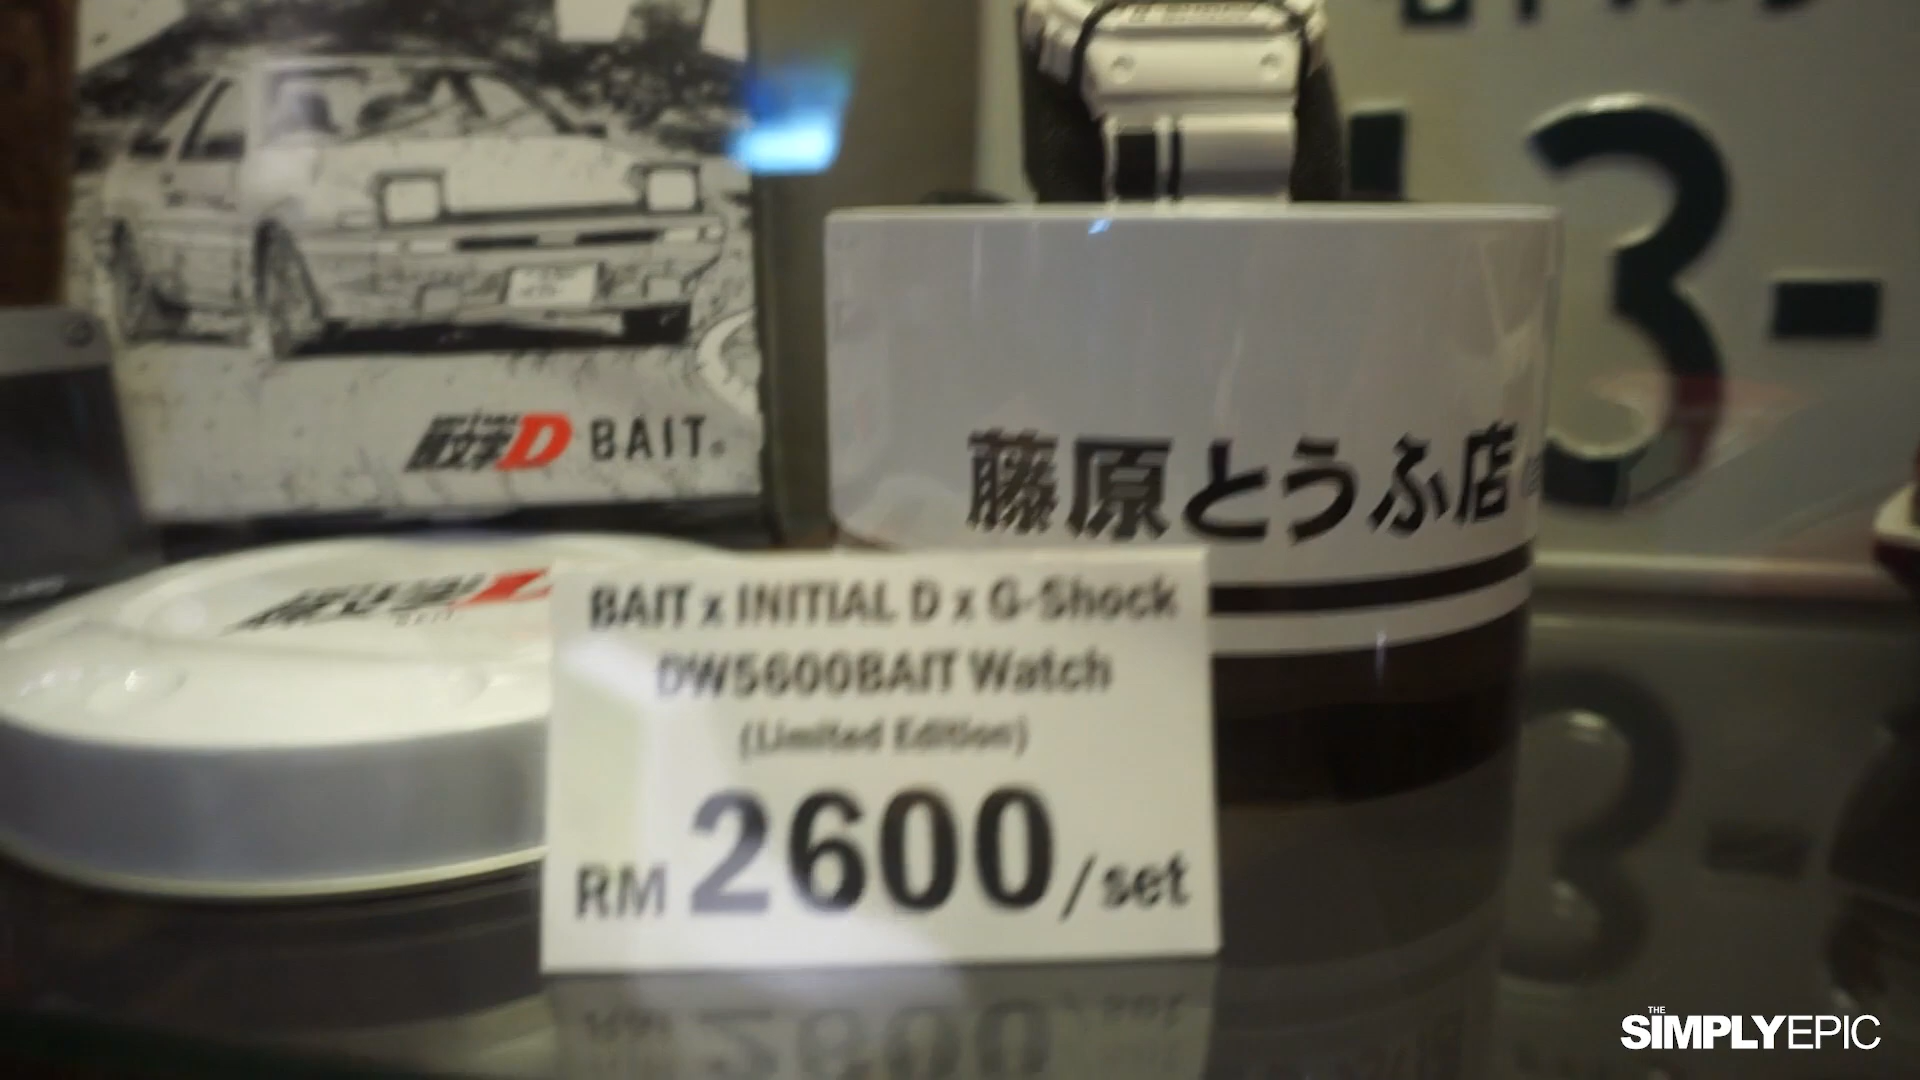 頭文字D BAIT
藤原とうふ店
3-
BAIT x INITIAL D x G-Shock
DW5600BAIT Watch
(Limited Edition)
RM 2600/set
THE
SIMPLYEPIC